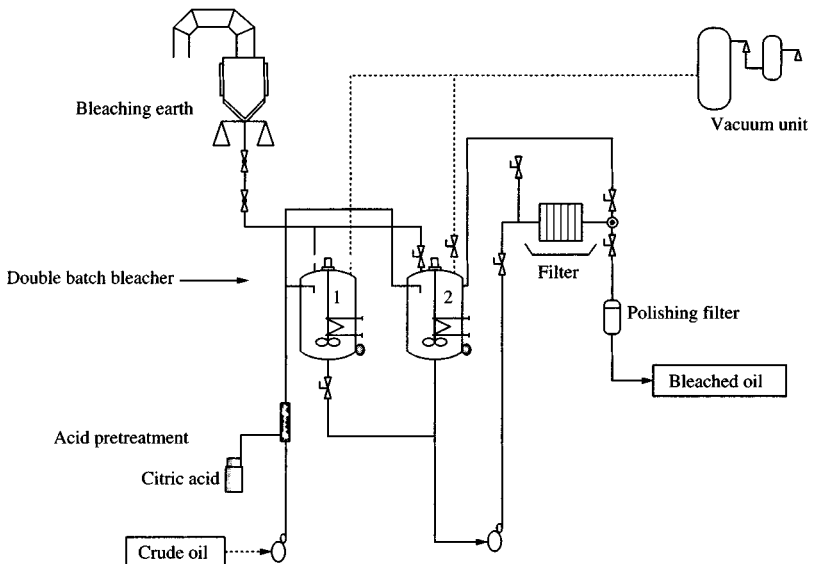 Bleaching earth
Vacuum unit
Double batch bleacher
1
2
Filter
Polishing filter
Bleached oil
Acid pretreatment
Citric acid
Crude oil